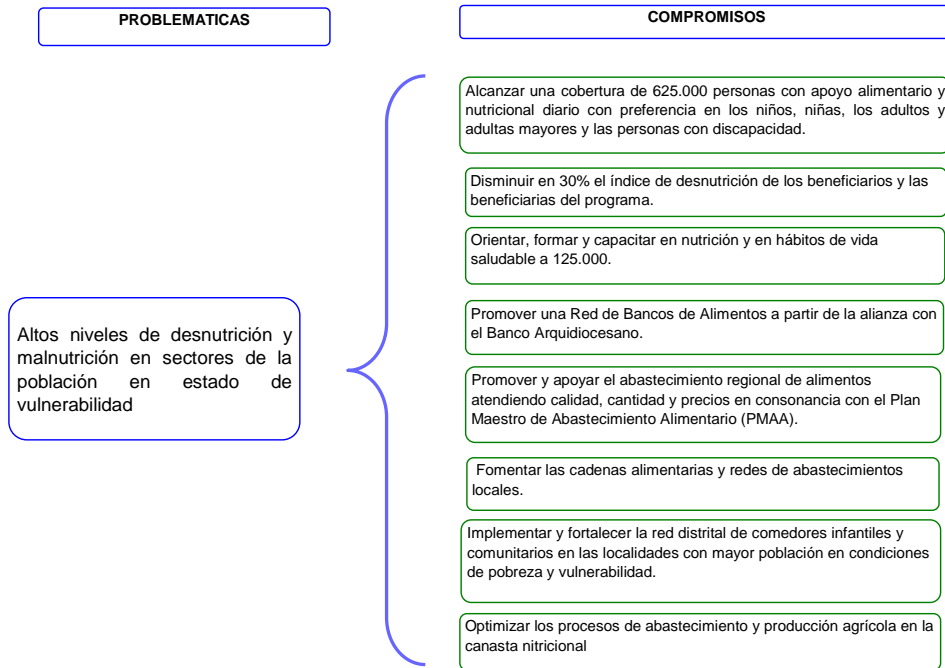 PROBLEMATICAS
COMPROMISOS
Altos niveles de desnutrición y
malnutrición en sectores de la
población en estado de
vulnerabilidad
Alcanzar una cobertura de 625.000 personas con apoyo alimentario y
nutricional diario con preferencia en los niños, niñas, los adultos y
adultas mayores y las personas con discapacidad.
Disminuir en 30% el índice de desnutrición de los beneficiarios y las
beneficiarias del programa.
Orientar, formar y capacitar en nutrición y en hábitos de vida
saludable a 125.000.
Promover una Red de Bancos de Alimentos a partir de la alianza con
el Banco Arquidiocesano.
Promover y apoyar el abastecimiento regional de alimentos
atendiendo calidad, cantidad y precios en consonancia con el Plan
Maestro de Abastecimiento Alimentario (PMAA).
Fomentar las cadenas alimentarias y redes de abastecimientos
locales.
Implementar y fortalecer la red distrital de comedores infantiles y
comunitarios en las localidades con mayor población en condiciones
de pobreza y vulnerabilidad.
Optimizar los procesos de abastecimiento y producción agrícola en la
canasta nitricional